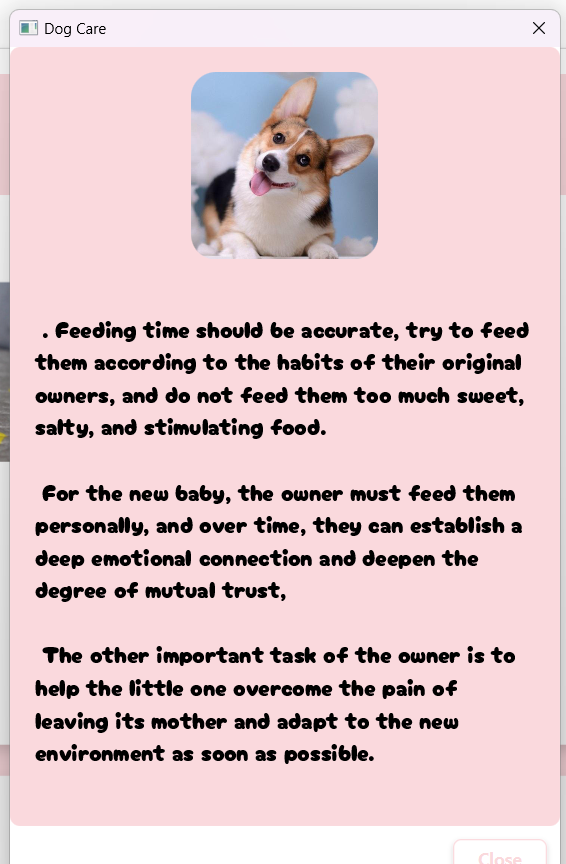 Dog Care
. Feeding time should be accurate, try to feed
them according to the habits of their original
owners, and do not feed them too much sweet,
salty, and stimulating food.
For the new baby, the owner must feed them
personally, and over time, they can establish a
deep emotional connection and deepen the
degree of mutual trust,
The other important task of the owner is to
help the little one overcome the pain of
leaving its mother and adapt to the new
environment as soon as possible.
Close